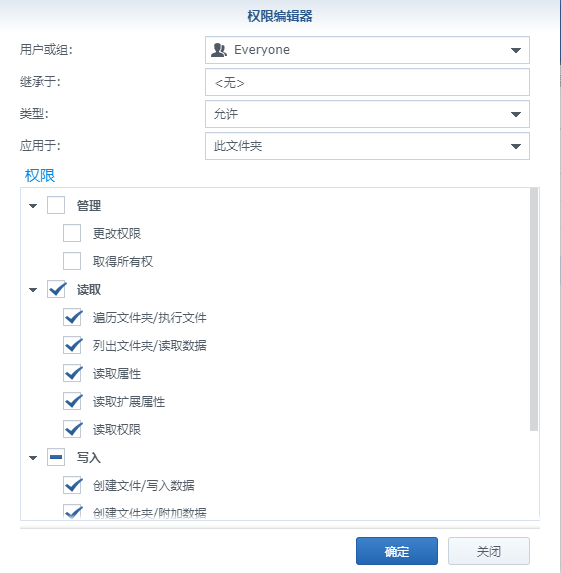 权限编辑器
用户或组: Everyone
继承于: <无>
类型: 允许
应用于: 此文件夹
权限
管理
更改权限
取得所有权
读取
遍历文件夹/执行文件
列出文件夹/读取数据
读取属性
读取扩展属性
读取权限
写入
创建文件/写入数据
创建文件夹/附加数据
确定 关闭